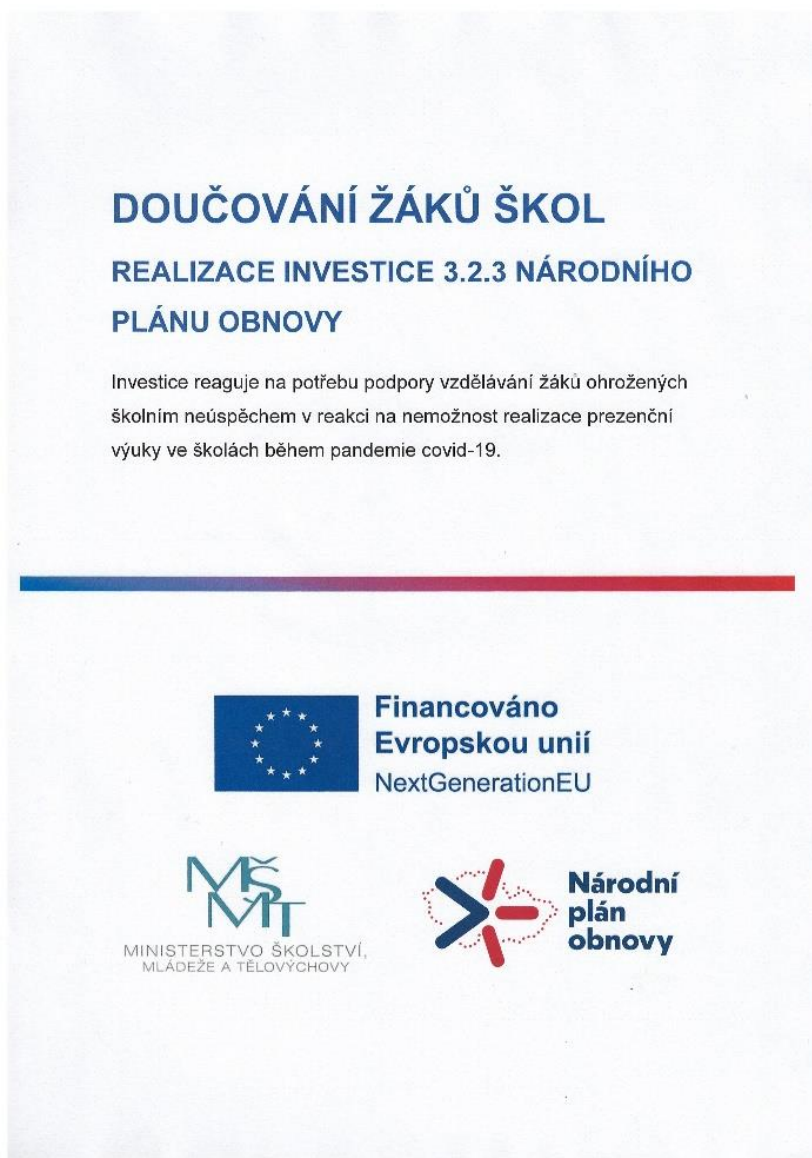 DOUČOVÁNÍ ŽÁKŮ ŠKOL
REALIZACE INVESTICE 3.2.3 NÁRODNÍHO
PLÁNU OBNOVY
Investice reaguje na potřebu podpory vzdělávání žáků ohrožených
školním neúspěchem v reakci na nemožnost realizace prezenční
výuky ve školách během pandemie covid-19.
Financováno
Evropskou unií
NextGenerationEU
MŠ
MT
MINISTERSTVO ŠKOLSTVÍ,
MLÁDEŽE A TĚLOVÝCHOVY
Národní
plán
obnovy